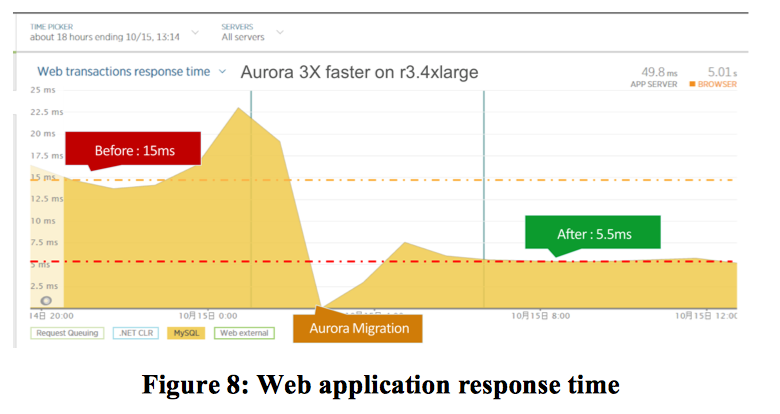 TIME PICKER
about 18 hours ending 10/15, 13:14
SERVERS
All servers
Web transactions response time
Aurora 3X faster on r3.4xlarge
49.8 ms
APP SERVER
5.01 s
BROWSER
25 ms
22.5 ms
20 ms
17.5 ms
15 ms
12.5 ms
10 ms
7.5 ms
5 ms
2.5 ms
Before : 15ms
After : 5.5ms
Aurora Migration
14日 20:00
10月15日 0:00
10月15日 8:00
10月15日 12:00
Request Queuing
.NET CLR
MySQL
Web external
Figure 8: Web application response time